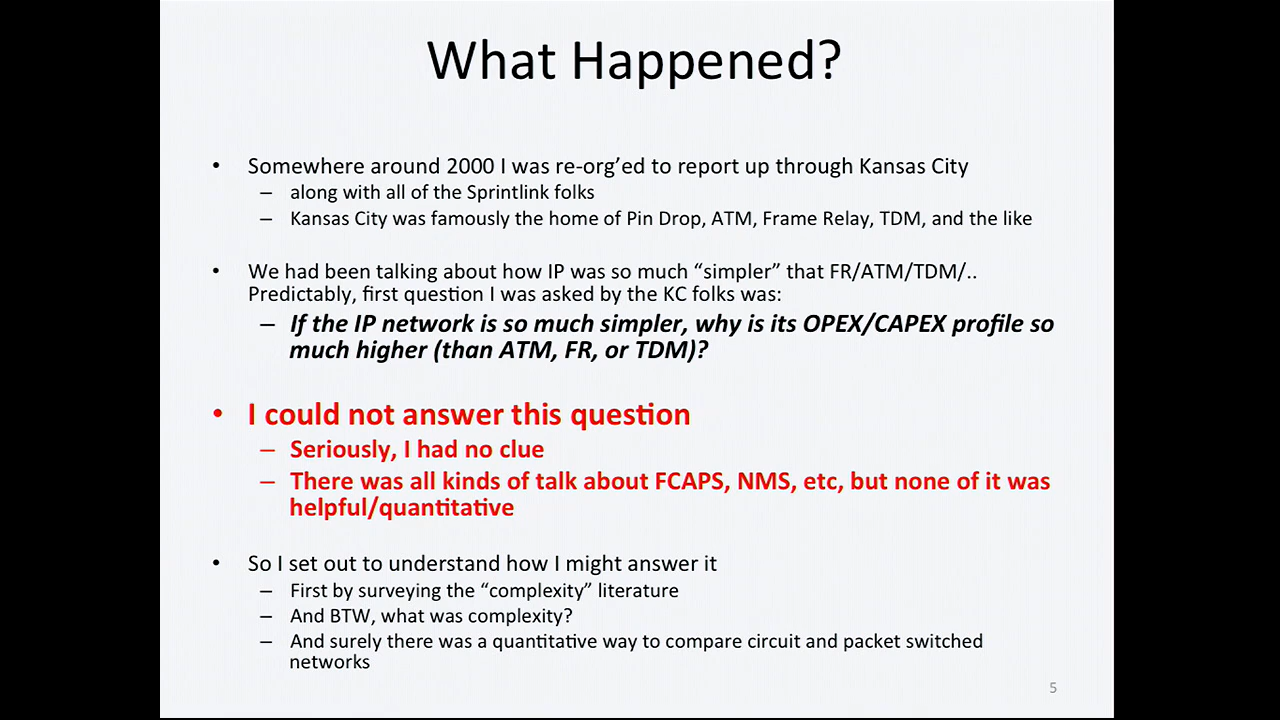 What Happened?
• Somewhere around 2000 I was re-org’ed to report up through Kansas City
– along with all of the Sprintlink folks
– Kansas City was famously the home of Pin Drop, ATM, Frame Relay, TDM, and the like
• We had been talking about how IP was so much “simpler” that FR/ATM/TDM/..
Predictably, first question I was asked by the KC folks was:
– If the IP network is so much simpler, why is its OPEX/CAPEX profile so
much higher (than ATM, FR, or TDM)?
• I could not answer this question
– Seriously, I had no clue
– There was all kinds of talk about FCAPS, NMS, etc, but none of it was
helpful/quantitative
• So I set out to understand how I might answer it
– First by surveying the “complexity” literature
– And BTW, what was complexity?
– And surely there was a quantitative way to compare circuit and packet switched
networks
5